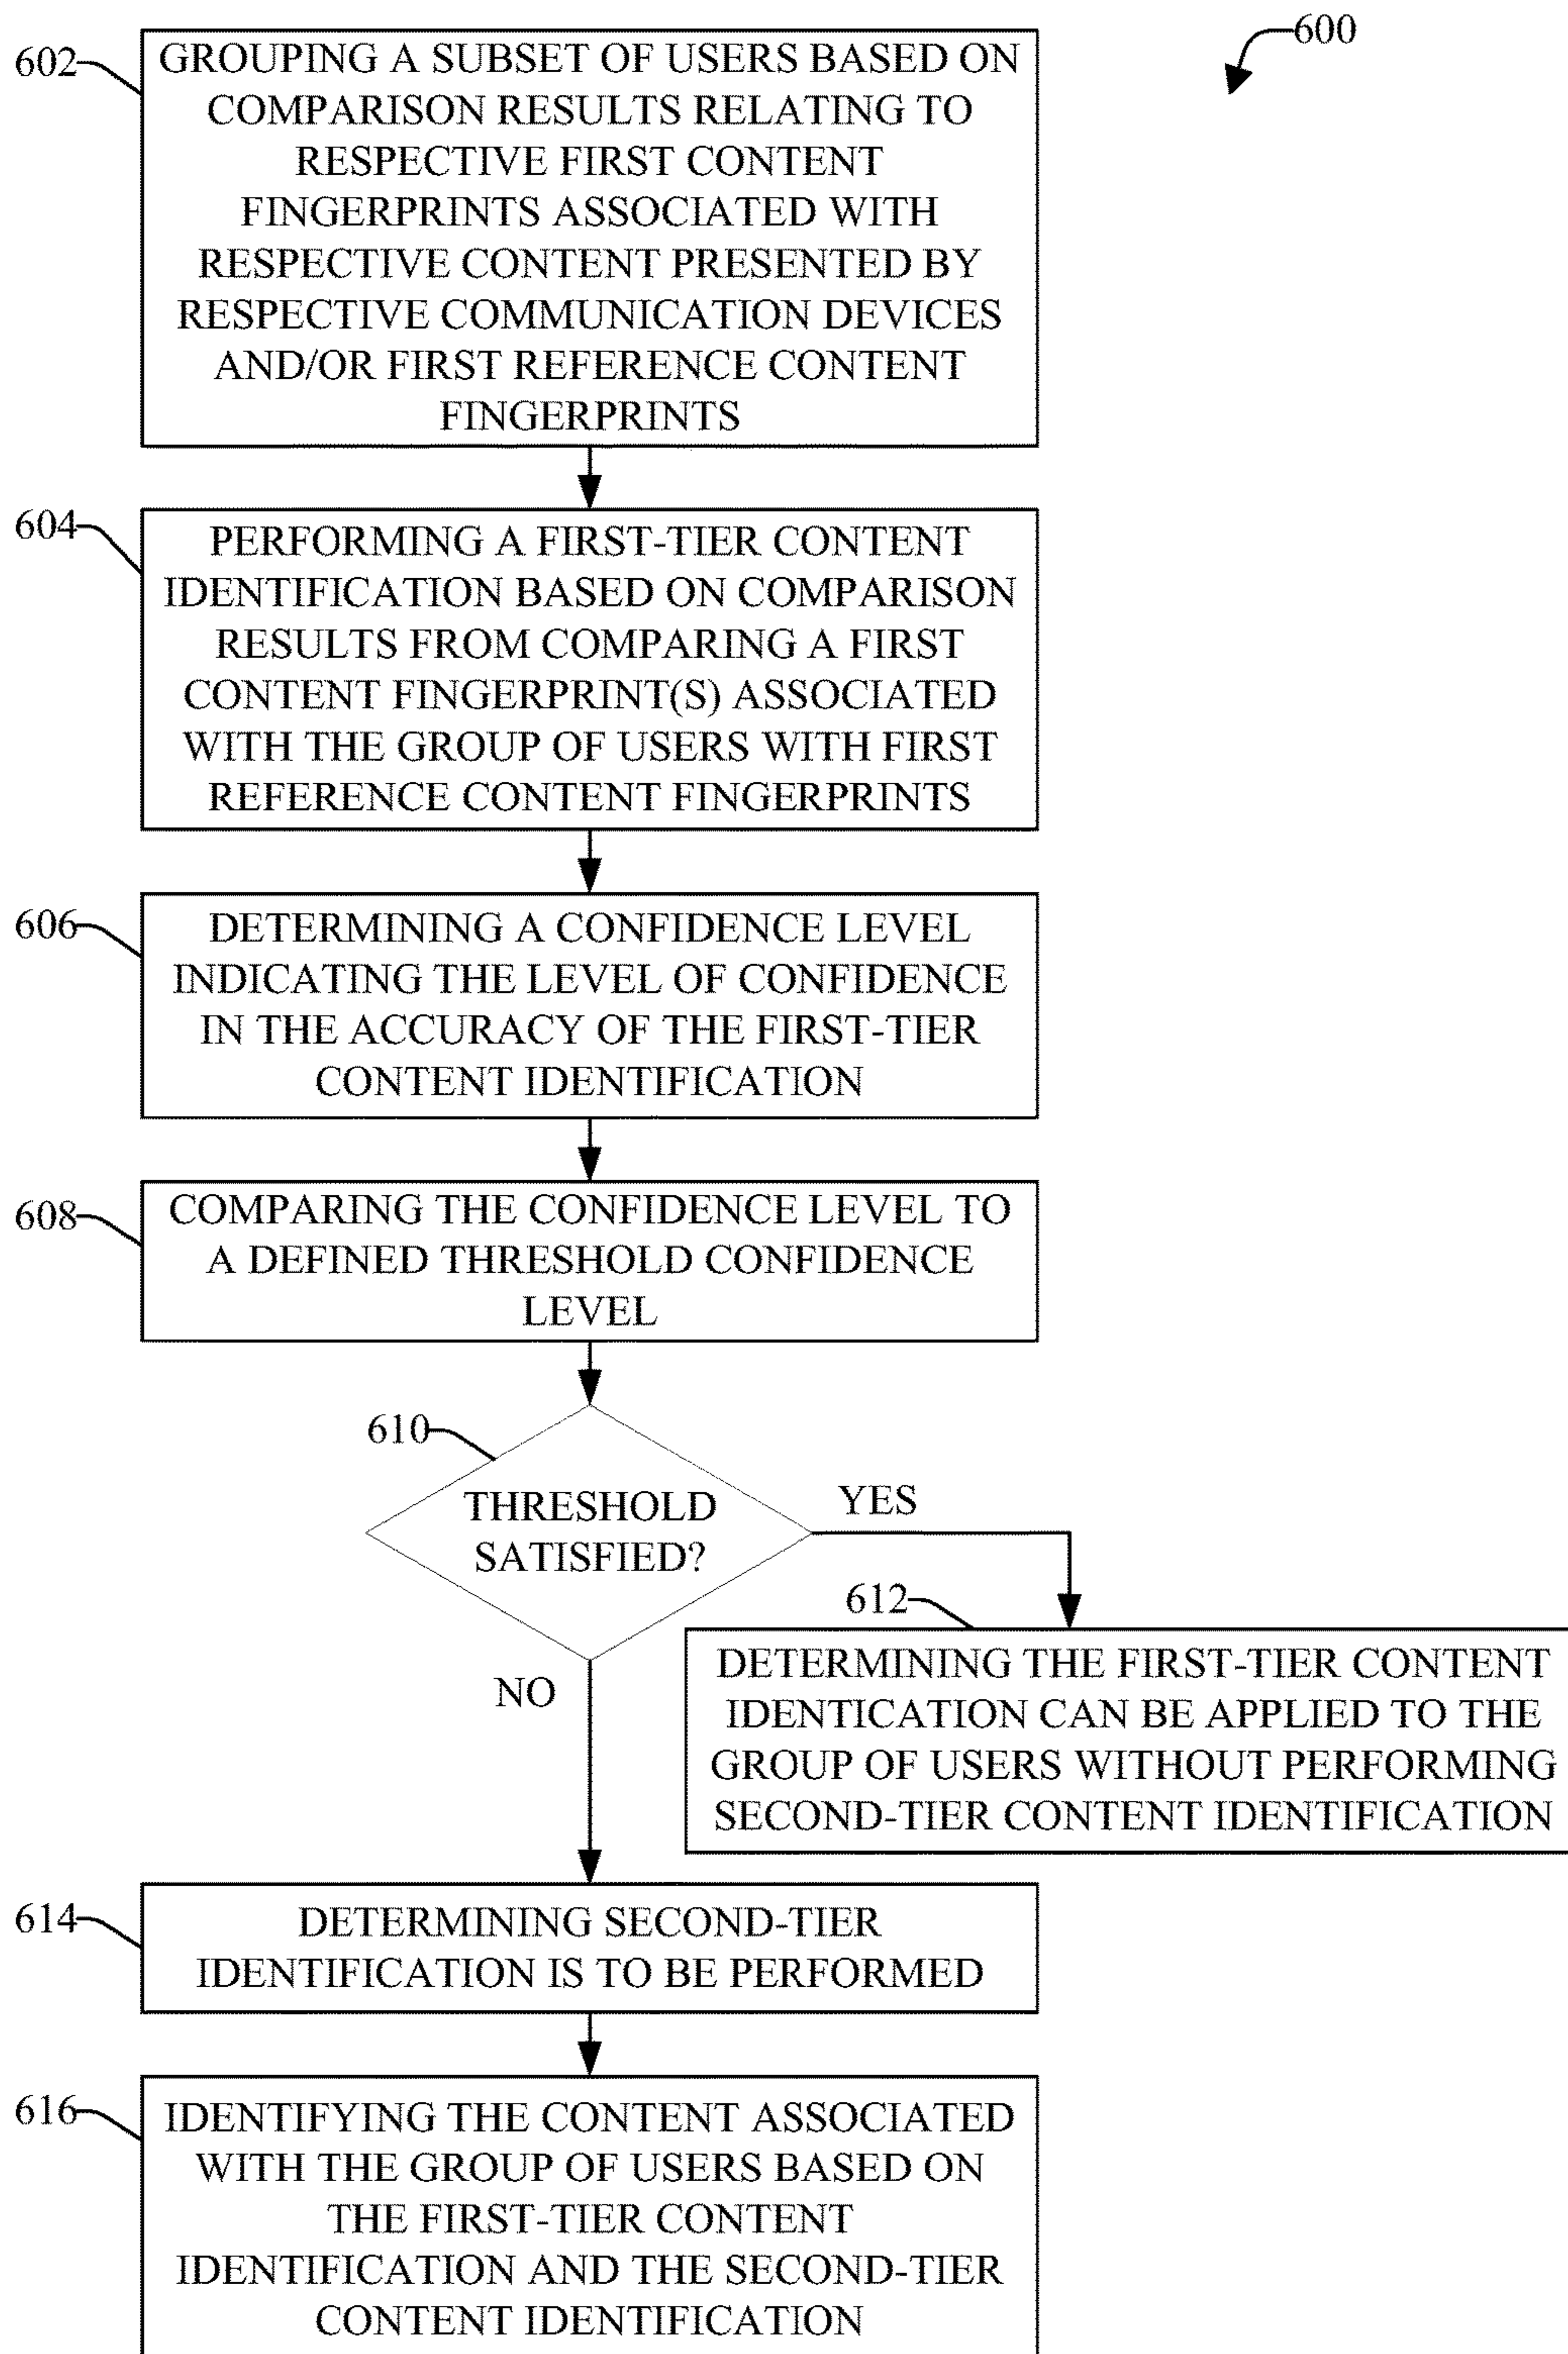 600
602
GROUPING A SUBSET OF USERS BASED ON
COMPARISON RESULTS RELATING TO
RESPECTIVE FIRST CONTENT
FINGERPRINTS ASSOCIATED WITH
RESPECTIVE CONTENT PRESENTED BY
RESPECTIVE COMMUNICATION DEVICES
AND/OR FIRST REFERENCE CONTENT
FINGERPRINTS
604
PERFORMING A FIRST-TIER CONTENT
IDENTIFICATION BASED ON COMPARISON
RESULTS FROM COMPARING A FIRST
CONTENT FINGERPRINT(S) ASSOCIATED
WITH THE GROUP OF USERS WITH FIRST
REFERENCE CONTENT FINGERPRINTS
606
DETERMINING A CONFIDENCE LEVEL
INDICATING THE LEVEL OF CONFIDENCE
IN THE ACCURACY OF THE FIRST-TIER
CONTENT IDENTIFICATION
608
COMPARING THE CONFIDENCE LEVEL TO
A DEFINED THRESHOLD CONFIDENCE
LEVEL
610
THRESHOLD
SATISFIED?
YES
612
DETERMINING THE FIRST-TIER CONTENT
IDENTICATION CAN BE APPLIED TO THE
GROUP OF USERS WITHOUT PERFORMING
SECOND-TIER CONTENT IDENTIFICATION
NO
614
DETERMINING SECOND-TIER
IDENTIFICATION IS TO BE PERFORMED
616
IDENTIFYING THE CONTENT ASSOCIATED
WITH THE GROUP OF USERS BASED ON
THE FIRST-TIER CONTENT
IDENTIFICATION AND THE SECOND-TIER
CONTENT IDENTIFICATION